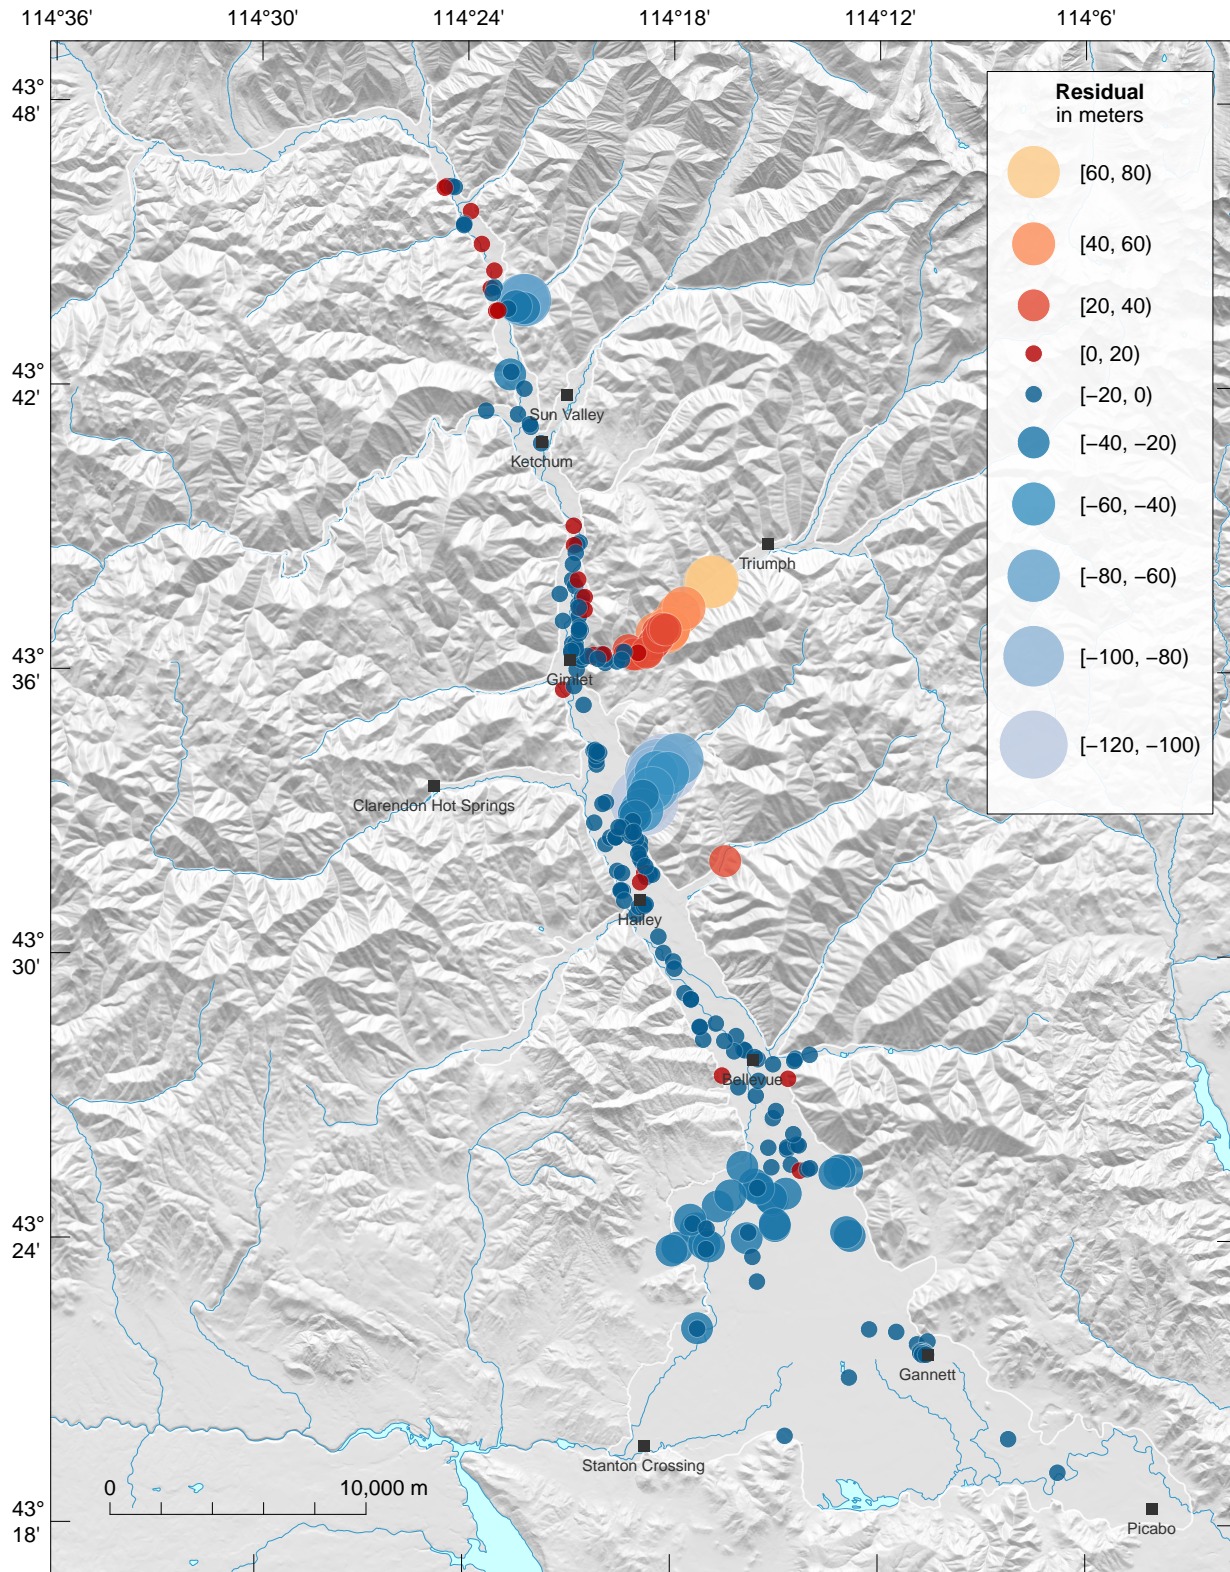 114°36' 114°30' 114°24' 114°18' 114°12' 114°6'
43°
48'
43°
42'
43°
36'
43°
30'
43°
24'
43°
18'
Residual
in meters
[60, 80)
[40, 60)
[20, 40)
[0, 20)
[−20, 0)
[−40, −20)
[−60, −40)
[−80, −60)
[−100, −80)
[−120, −100)
Sun Valley
Ketchum
Triumph
Gimlet
Clarendon Hot Springs
Hailey
Bellevue
Gannett
Stanton Crossing
Picabo
0 10,000 m